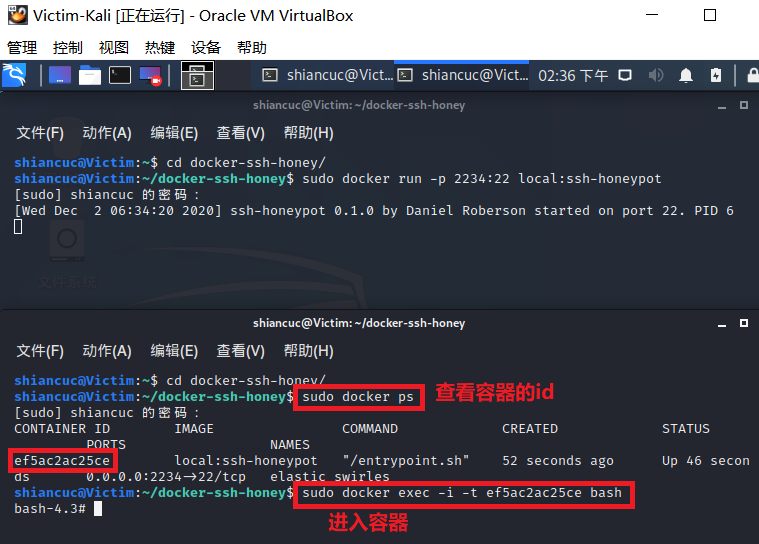 Victim-Kali [正在运行] - Oracle VM VirtualBox
管理 控制 视图 热键 设备 帮助
shiancuc@Vict... shiancuc@Vict... 02:36 下午
shiancuc@Victim: ~/docker-ssh-honey
文件(F) 动作(A) 编辑(E) 查看(V) 帮助(H)
shiancuc@Victim:~$ cd docker-ssh-honey/
shiancuc@Victim:~/docker-ssh-honey$ sudo docker run -p 2234:22 local:ssh-honeypot
[sudo] shiancuc 的密码：
[Wed Dec  2 06:34:20 2020] ssh-honeypot 0.1.0 by Daniel Roberson started on port 22. PID 6
文件系统
shiancuc@Victim: ~/docker-ssh-honey
文件(F) 动作(A) 编辑(E) 查看(V) 帮助(H)
shiancuc@Victim:~$ cd docker-ssh-honey/
shiancuc@Victim:~/docker-ssh-honey$ sudo docker ps 查看容器的id
[sudo] shiancuc 的密码：
CONTAINER ID IMAGE COMMAND CREATED STATUS
PORTS NAMES
ef5ac2ac25ce local:ssh-honeypot "/entrypoint.sh" 52 seconds ago Up 46 secon
ds 0.0.0.0:2234→22/tcp elastic_swirles
shiancuc@Victim:~/docker-ssh-honey$ sudo docker exec -i -t ef5ac2ac25ce bash
bash-4.3# 进入容器